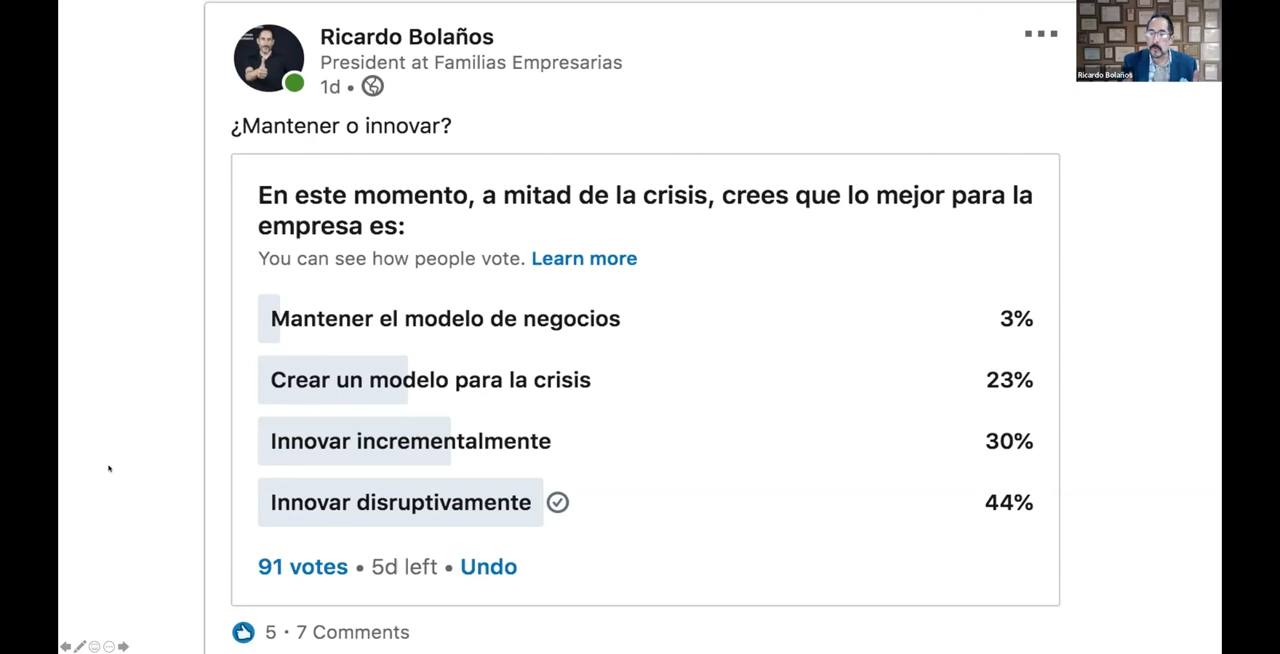 Ricardo Bolaños
President at Familias Empresarias
1d •
¿Mantener o innovar?
En este momento, a mitad de la crisis, crees que lo mejor para la
empresa es:
You can see how people vote. Learn more
Mantener el modelo de negocios 3%
Crear un modelo para la crisis 23%
Innovar incrementalmente 30%
Innovar disruptivamente 44%
91 votes • 5d left • Undo
5 · 7 Comments
Ricardo Bolaños